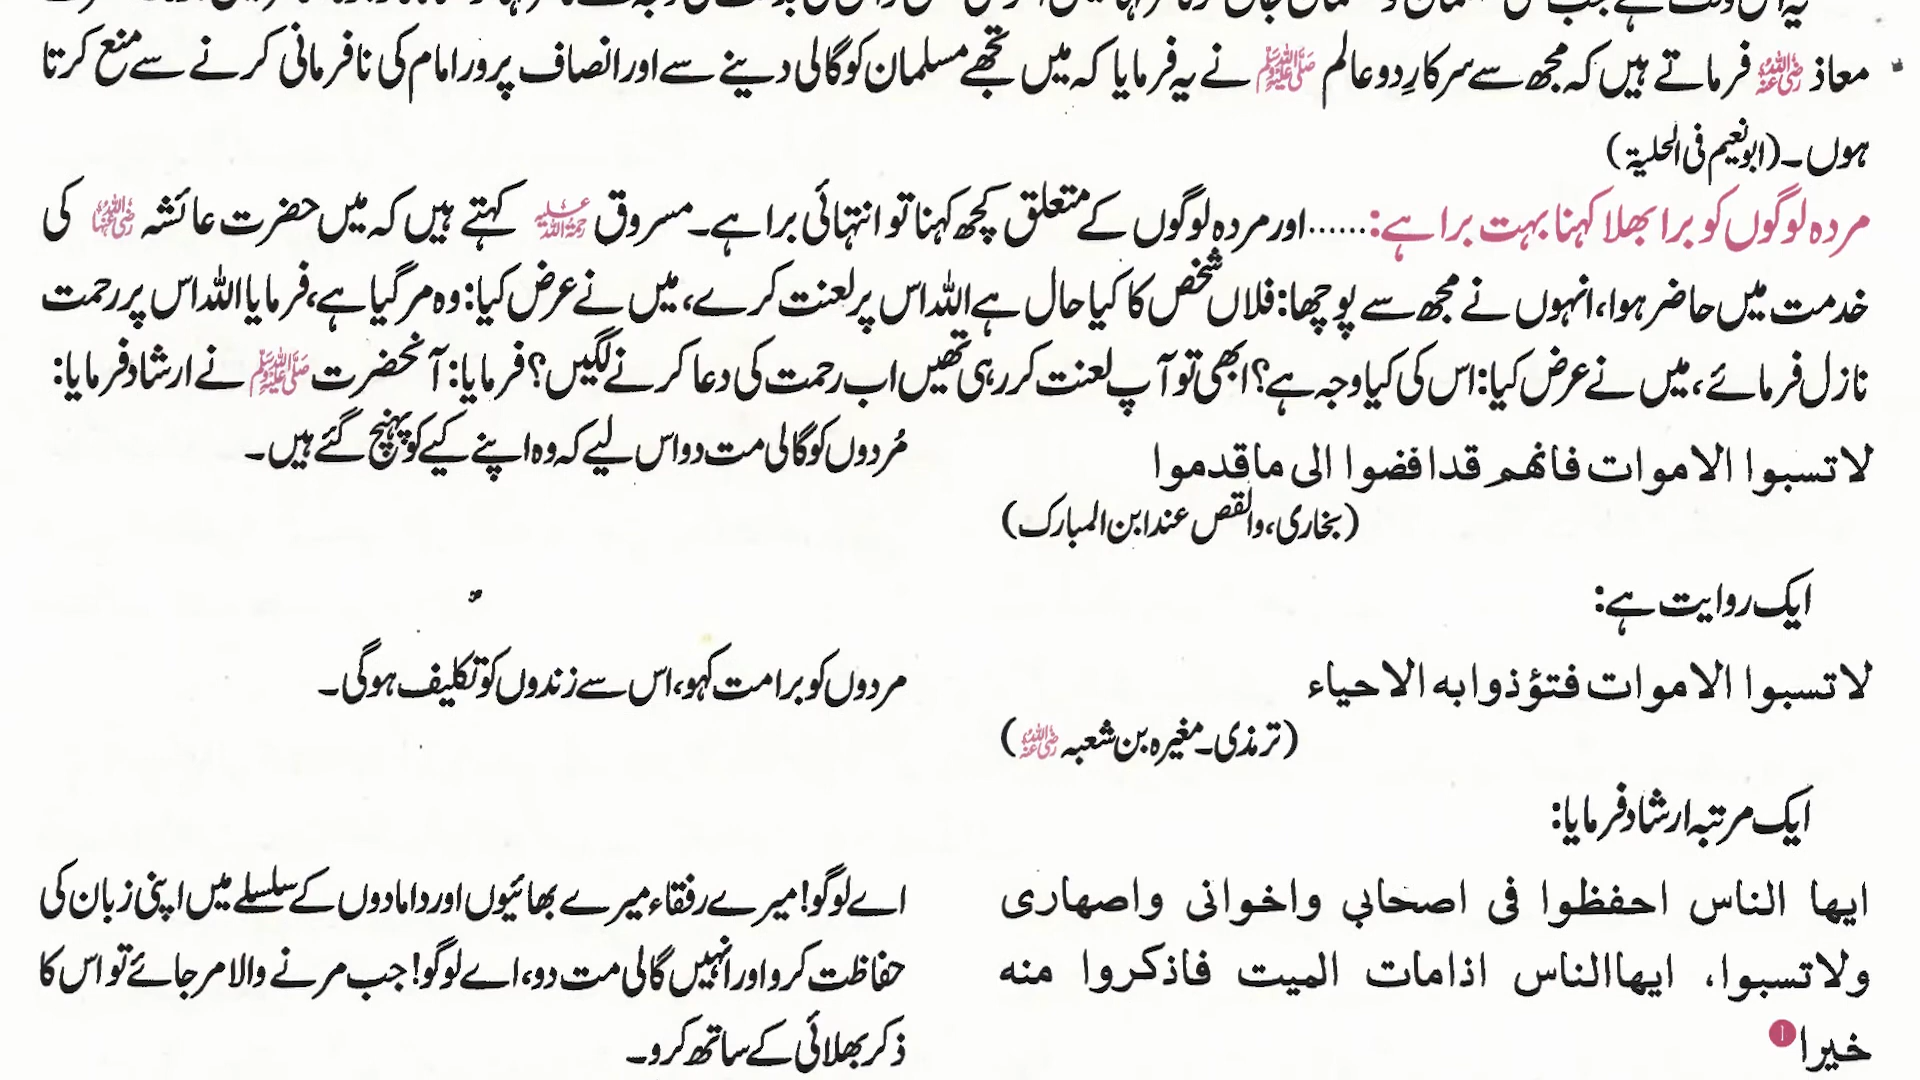 معاذ رضی اللہ عنہ فرماتے ہیں کہ مجھ سے سرکارِ دو عالم صلی اللہ علیہ وسلم نے یہ فرمایا کہ میں تجھے مسلمان کو گالی دینے سے اور انصاف پرور امام کی نافرمانی کرنے سے منع کرتا
ہوں۔ (ابونعیم فی الحلیۃ)
مردہ لوگوں کو برا بھلا کہنا بہت برا ہے:...... اور مردہ لوگوں کے متعلق کچھ کہنا تو انتہائی برا ہے۔ مسروق رحمۃ اللہ علیہ کہتے ہیں کہ میں حضرت عائشہ رضی اللہ عنہا کی
خدمت میں حاضر ہوا، انہوں نے مجھ سے پوچھا: فلاں شخص کا کیا حال ہے اللہ اس پر لعنت کرے، میں نے عرض کیا: وہ مر گیا ہے، فرمایا اللہ اس پر رحمت
نازل فرمائے، میں نے عرض کیا: اس کی کیا وجہ ہے؟ ابھی تو آپ لعنت کر رہی تھیں اب رحمت کی دعا کرنے لگیں؟ فرمایا: آنحضرت صلی اللہ علیہ وسلم نے ارشاد فرمایا:
لاتسبوا الاموات فانھم قدافضوا الی ماقدموا
(بخاری، والقص عند ابن المبارک)
مُردوں کو گالی مت دو اس لیے کہ وہ اپنے کیے کو پہنچ گئے ہیں۔
ایک روایت ہے:
لاتسبوا الاموات فتؤذوابه الاحیاء
(ترمذی۔ مغیرہ بن شعبہ رضی اللہ عنہ)
مردوں کو برا مت کہو، اس سے زندوں کو تکلیف ہوگی۔
ایک مرتبہ ارشاد فرمایا:
ایھا الناس احفظوا فی اصحابی واخوانی واصھاری
ولاتسبوا، ایھاالناس اذامات المیت فاذکروا منه
خیرا ۱
اے لوگو! میرے رفقاء میرے بھائیوں اور دامادوں کے سلسلے میں اپنی زبان کی
حفاظت کرو اور انہیں گالی مت دو، اے لوگو! جب مرنے والا مر جائے تو اس کا
ذکر بھلائی کے ساتھ کرو۔